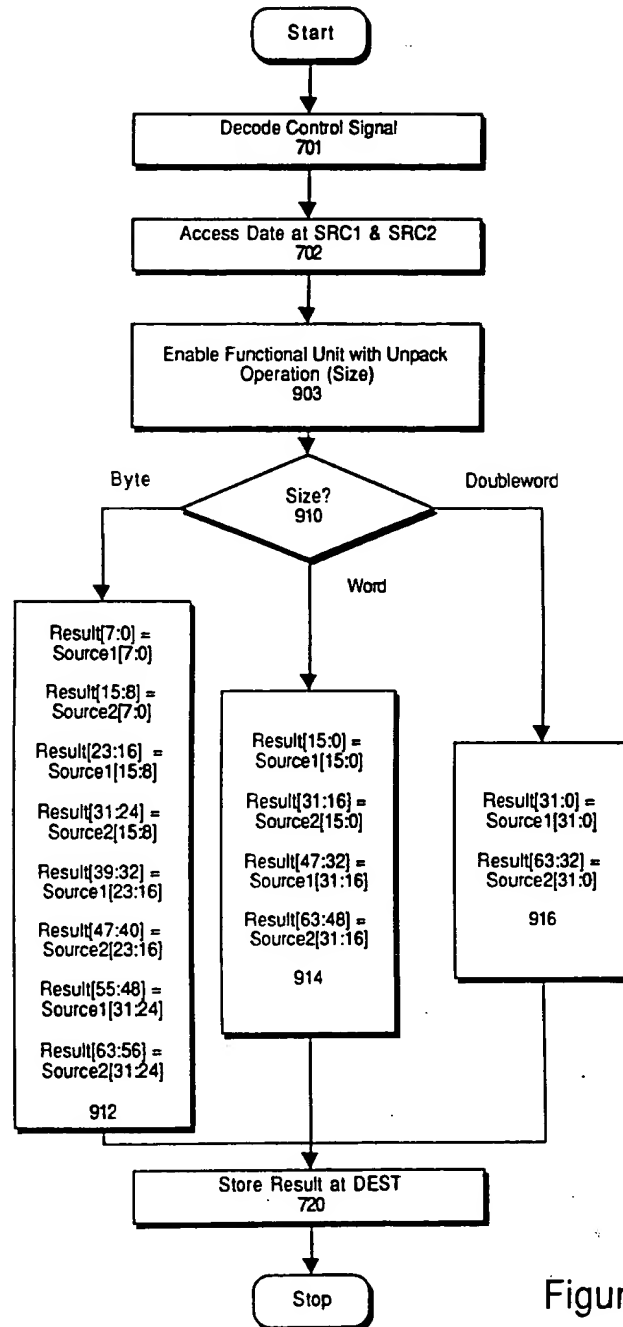 Start
Decode Control Signal
701
Access Date at SRC1 & SRC2
702
Enable Functional Unit with Unpack
Operation (Size)
903
Byte
Size?
910
Doubleword
Word
Result[7:0] =
Source1[7:0]
Result[15:8] =
Source2[7:0]
Result[23:16] =
Source1[15:8]
Result[31:24] =
Source2[15:8]
Result[39:32] =
Source1[23:16]
Result[47:40] =
Source2[23:16]
Result[55:48] =
Source1[31:24]
Result[63:56] =
Source2[31:24]
912
Result[15:0] =
Source1[15:0]
Result[31:16] =
Source2[15:0]
Result[47:32] =
Source1[31:16]
Result[63:48] =
Source2[31:16]
914
Result[31:0] =
Source1[31:0]
Result[63:32] =
Source2[31:0]
916
Store Result at DEST
720
Stop